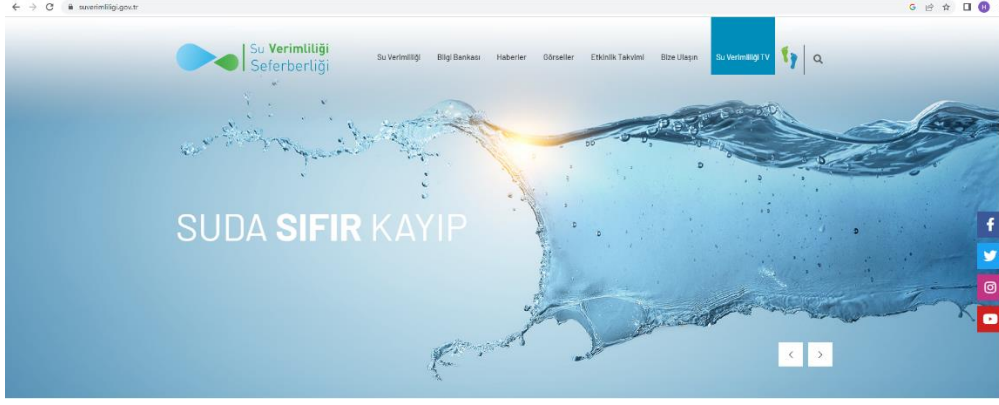 suverimliligi.gov.tr
Su Verimliliği
Seferberliği
Su Verimliliği Bilgi Bankası Haberler Görseller Etkinlik Takvimi Bize Ulaşın Su Verimliliği TV
SUDA SIFIR KAYIP